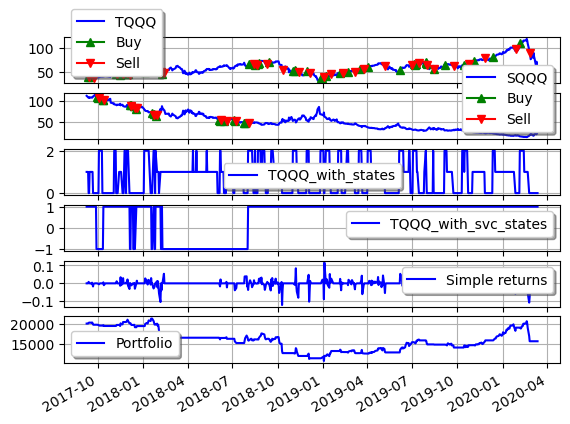 TQQQ
Buy
Sell
100
50
SQQQ
Buy
Sell
100
50
2
0
TQQQ_with_states
1
0
−1
TQQQ_with_svc_states
0.1
0.0
−0.1
Simple returns
20000
15000
Portfolio
2017-10
2018-01
2018-04
2018-07
2018-10
2019-01
2019-04
2019-07
2019-10
2020-01
2020-04